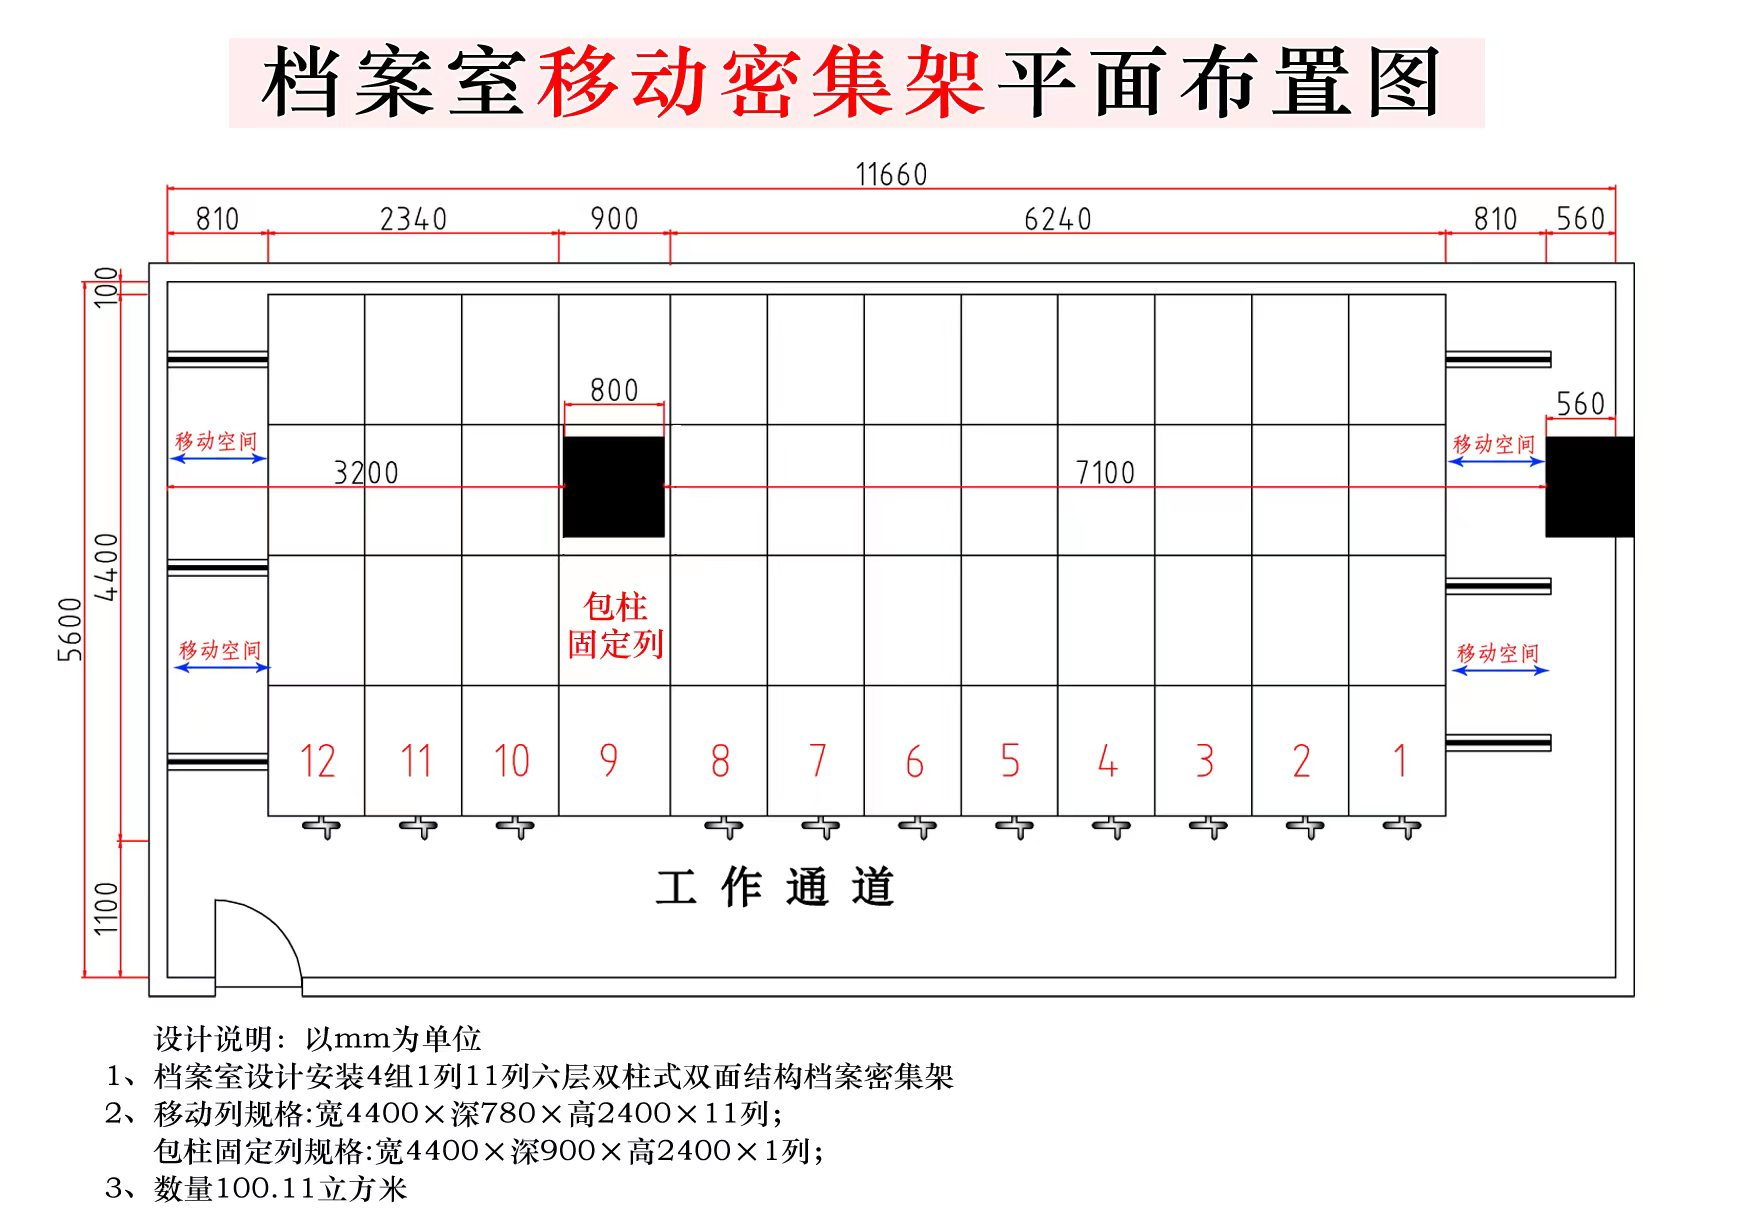 档案室移动密集架平面布置图
11660
810 2340 900 6240 810 560
100
800
560
移动空间 移动空间
3200 7100
4400
5600
包柱
固定列
移动空间 移动空间
12 11 10 9 8 7 6 5 4 3 2 1
工作通道
1100
设计说明：以mm为单位
1、档案室设计安装4组1列11列六层双柱式双面结构档案密集架
2、移动列规格:宽4400×深780×高2400×11列；
包柱固定列规格:宽4400×深900×高2400×1列；
3、数量100.11立方米